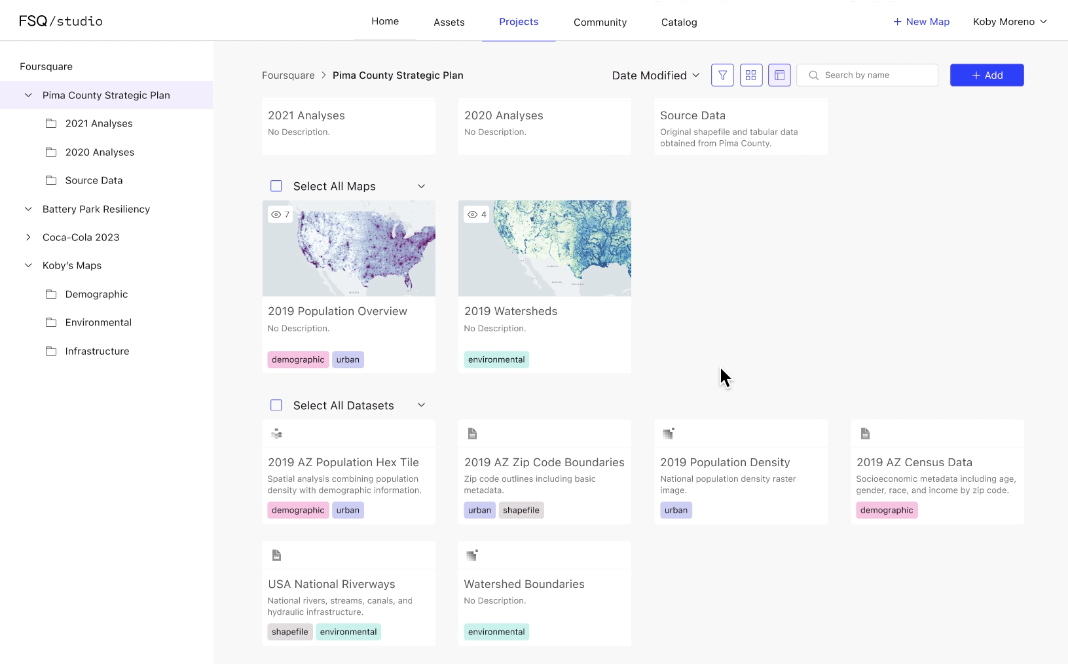 FSQ/studio
Home
Assets
Projects
Community
Catalog
+ New Map
Koby Moreno
Foursquare
Pima County Strategic Plan
2021 Analyses
2020 Analyses
Source Data
Battery Park Resiliency
Coca-Cola 2023
Koby's Maps
Demographic
Environmental
Infrastructure
Foursquare > Pima County Strategic Plan
Date Modified
Search by name
+ Add
2021 Analyses
No Description.
2020 Analyses
No Description.
Source Data
Original shapefile and tabular data
obtained from Pima County.
Select All Maps
7
2019 Population Overview
No Description.
demographic
urban
4
2019 Watersheds
No Description.
environmental
Select All Datasets
2019 AZ Population Hex Tile
Spatial analysis combining population
density with demographic information.
demographic
urban
2019 AZ Zip Code Boundaries
Zip code outlines including basic
metadata.
urban
shapefile
2019 Population Density
National population density raster
image.
urban
2019 AZ Census Data
Socioeconomic metadata including age,
gender, race, and income by zip code.
demographic
USA National Riverways
National rivers, streams, canals, and
hydraulic infrastructure.
shapefile
environmental
Watershed Boundaries
No Description.
environmental